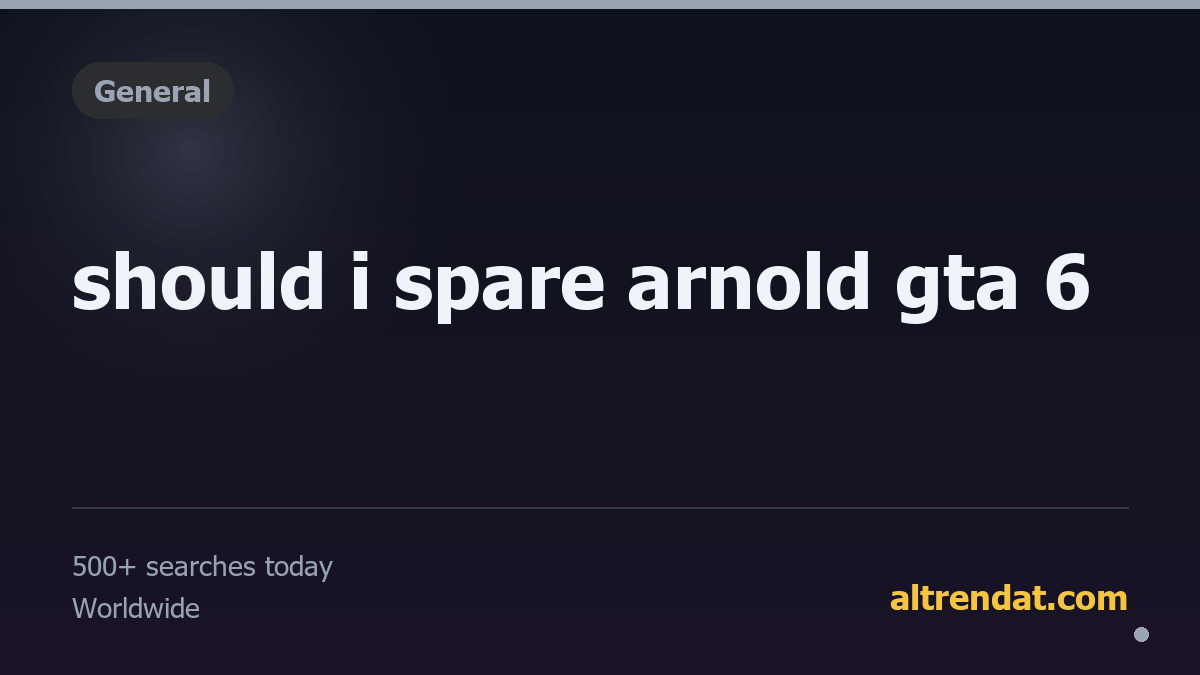 General
should i spare arnold gta 6
500+ searches today
Worldwide
altrendat.com